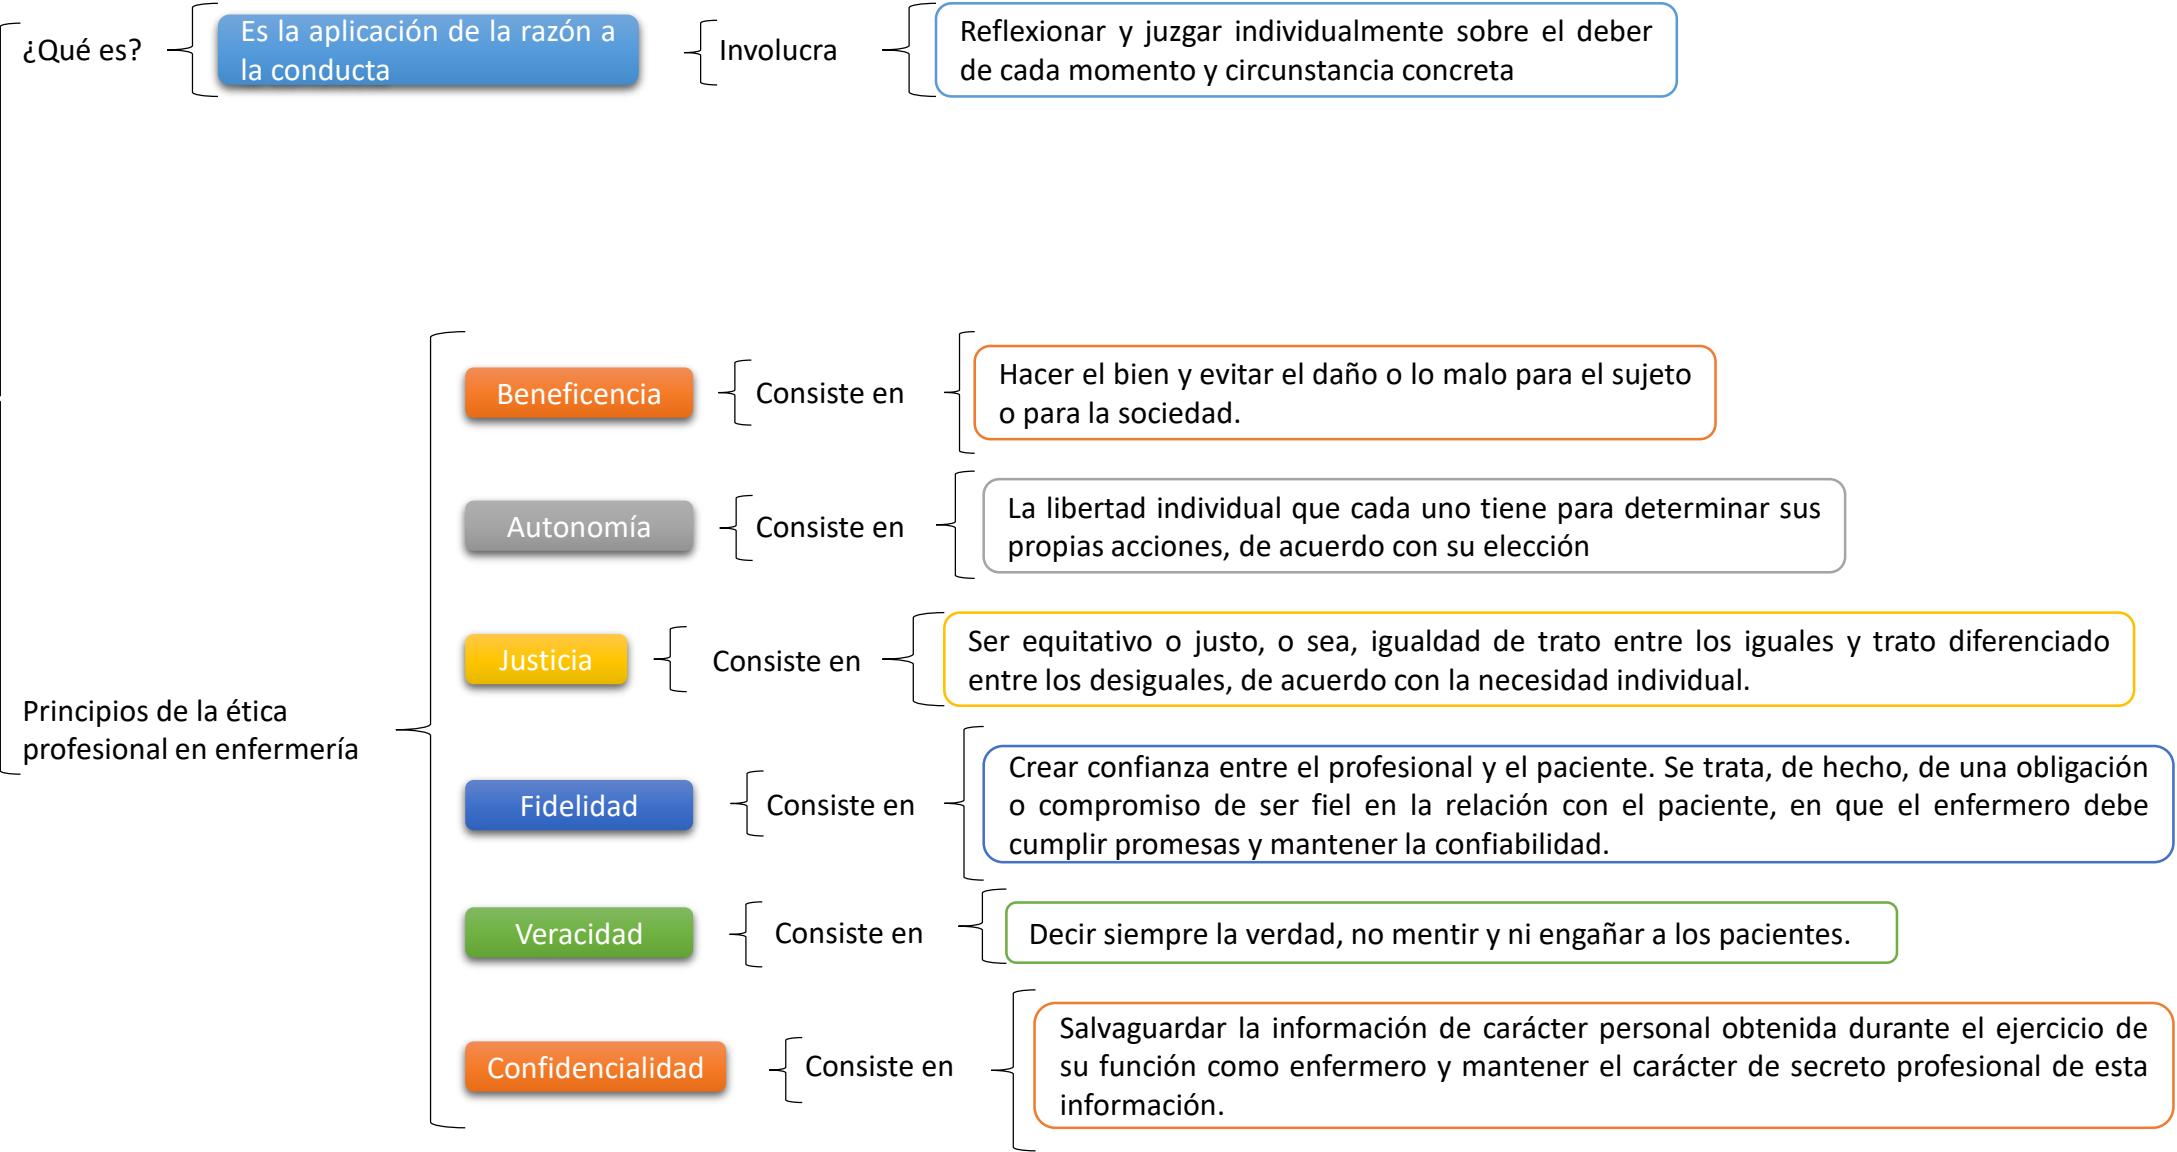 ¿Qué es?
Es la aplicación de la razón a
la conducta
Involucra
Reflexionar y juzgar individualmente sobre el deber
de cada momento y circunstancia concreta
Principios de la ética
profesional en enfermería
Beneficencia
Consiste en
Hacer el bien y evitar el daño o lo malo para el sujeto
o para la sociedad.
Autonomía
Consiste en
La libertad individual que cada uno tiene para determinar sus
propias acciones, de acuerdo con su elección
Justicia
Consiste en
Ser equitativo o justo, o sea, igualdad de trato entre los iguales y trato diferenciado
entre los desiguales, de acuerdo con la necesidad individual.
Fidelidad
Consiste en
Crear confianza entre el profesional y el paciente. Se trata, de hecho, de una obligación
o compromiso de ser fiel en la relación con el paciente, en que el enfermero debe
cumplir promesas y mantener la confiabilidad.
Veracidad
Consiste en
Decir siempre la verdad, no mentir y ni engañar a los pacientes.
Confidencialidad
Consiste en
Salvaguardar la información de carácter personal obtenida durante el ejercicio de
su función como enfermero y mantener el carácter de secreto profesional de esta
información.